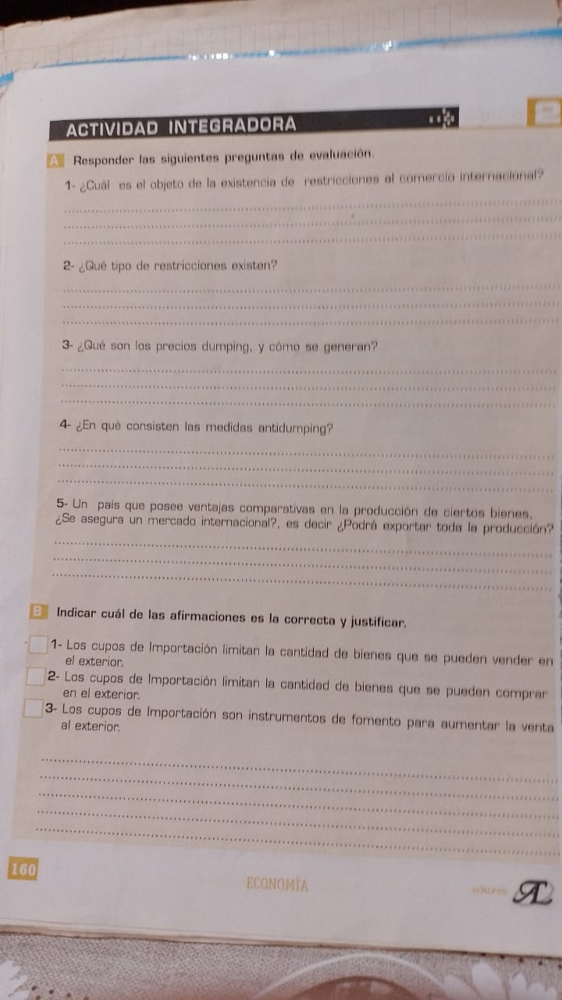 ACTIVIDAD INTEGRADORA
2
A Responder las siguientes preguntas de evaluación.
1- ¿Cuál es el objeto de la existencia de restricciones al comercio internacional?
2- ¿Qué tipo de restricciones existen?
3- ¿Qué son los precios dumping, y cómo se generan?
4- ¿En qué consisten las medidas antidumping?
5- Un país que posee ventajas comparativas en la producción de ciertos bienes,
¿Se asegura un mercado internacional?, es decir ¿Podrá exportar toda la producción?
B Indicar cuál de las afirmaciones es la correcta y justificar.
1- Los cupos de Importación limitan la cantidad de bienes que se pueden vender en
el exterior.
2- Los cupos de Importación limitan la cantidad de bienes que se pueden comprar
en el exterior.
3- Los cupos de Importación son instrumentos de fomento para aumentar la venta
al exterior.
160
ECONOMÍA